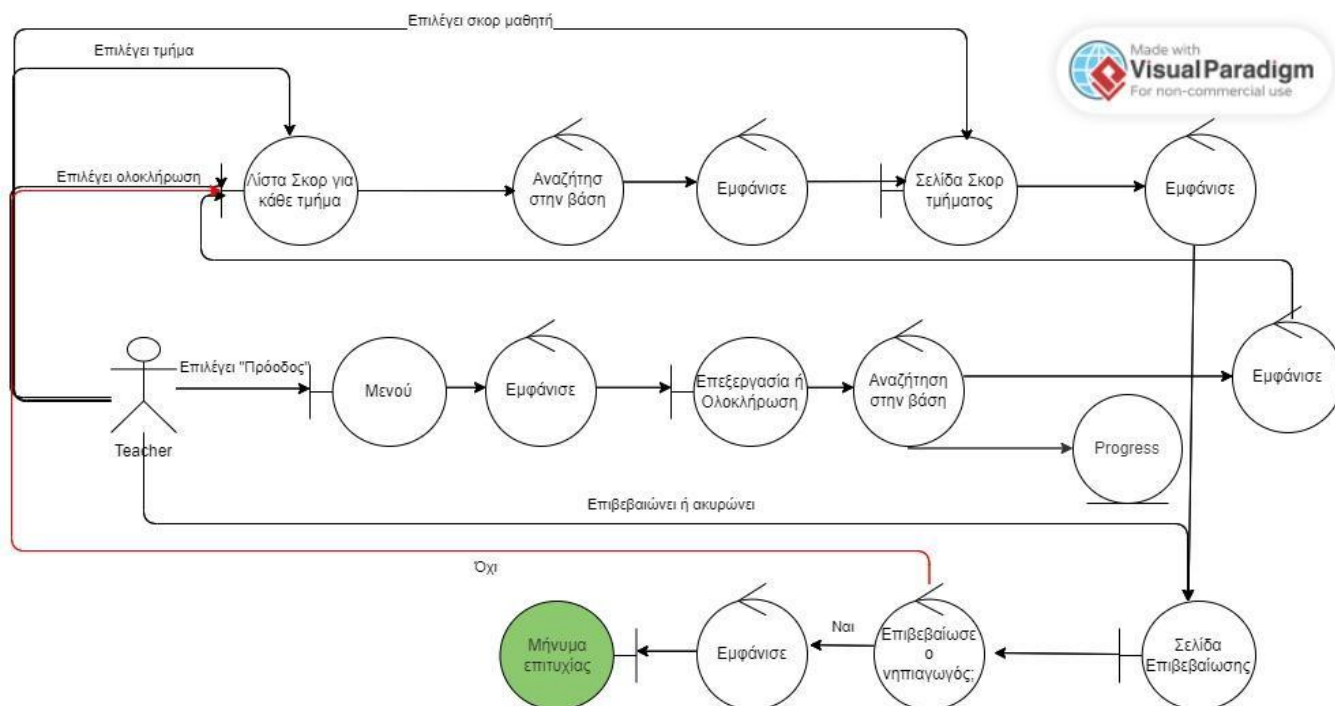 Επιλέγει σκορ μαθητή
Made with
Visual Paradigm
For non-commercial use
Επιλέγει τμήμα
Επιλέγει ολοκλήρωση
Λίστα Σκορ για
κάθε τμήμα
Αναζήτησ
στην βάση
Εμφάνισε
Σελίδα Σκορ
τμήματος
Εμφάνισε
Teacher
Επιλέγει "Πρόοδος"
Μενού
Εμφάνισε
Επεξεργασία ή
Ολοκλήρωση
Αναζήτηση
στην βάση
Εμφάνισε
Progress
Επιβεβαιώνει ή ακυρώνει
Όχι
Μήνυμα
επιτυχίας
Εμφάνισε
Ναι
Επιβεβαίωσε
ο
νηπιαγωγός;
Σελίδα
Επιβεβαίωσης